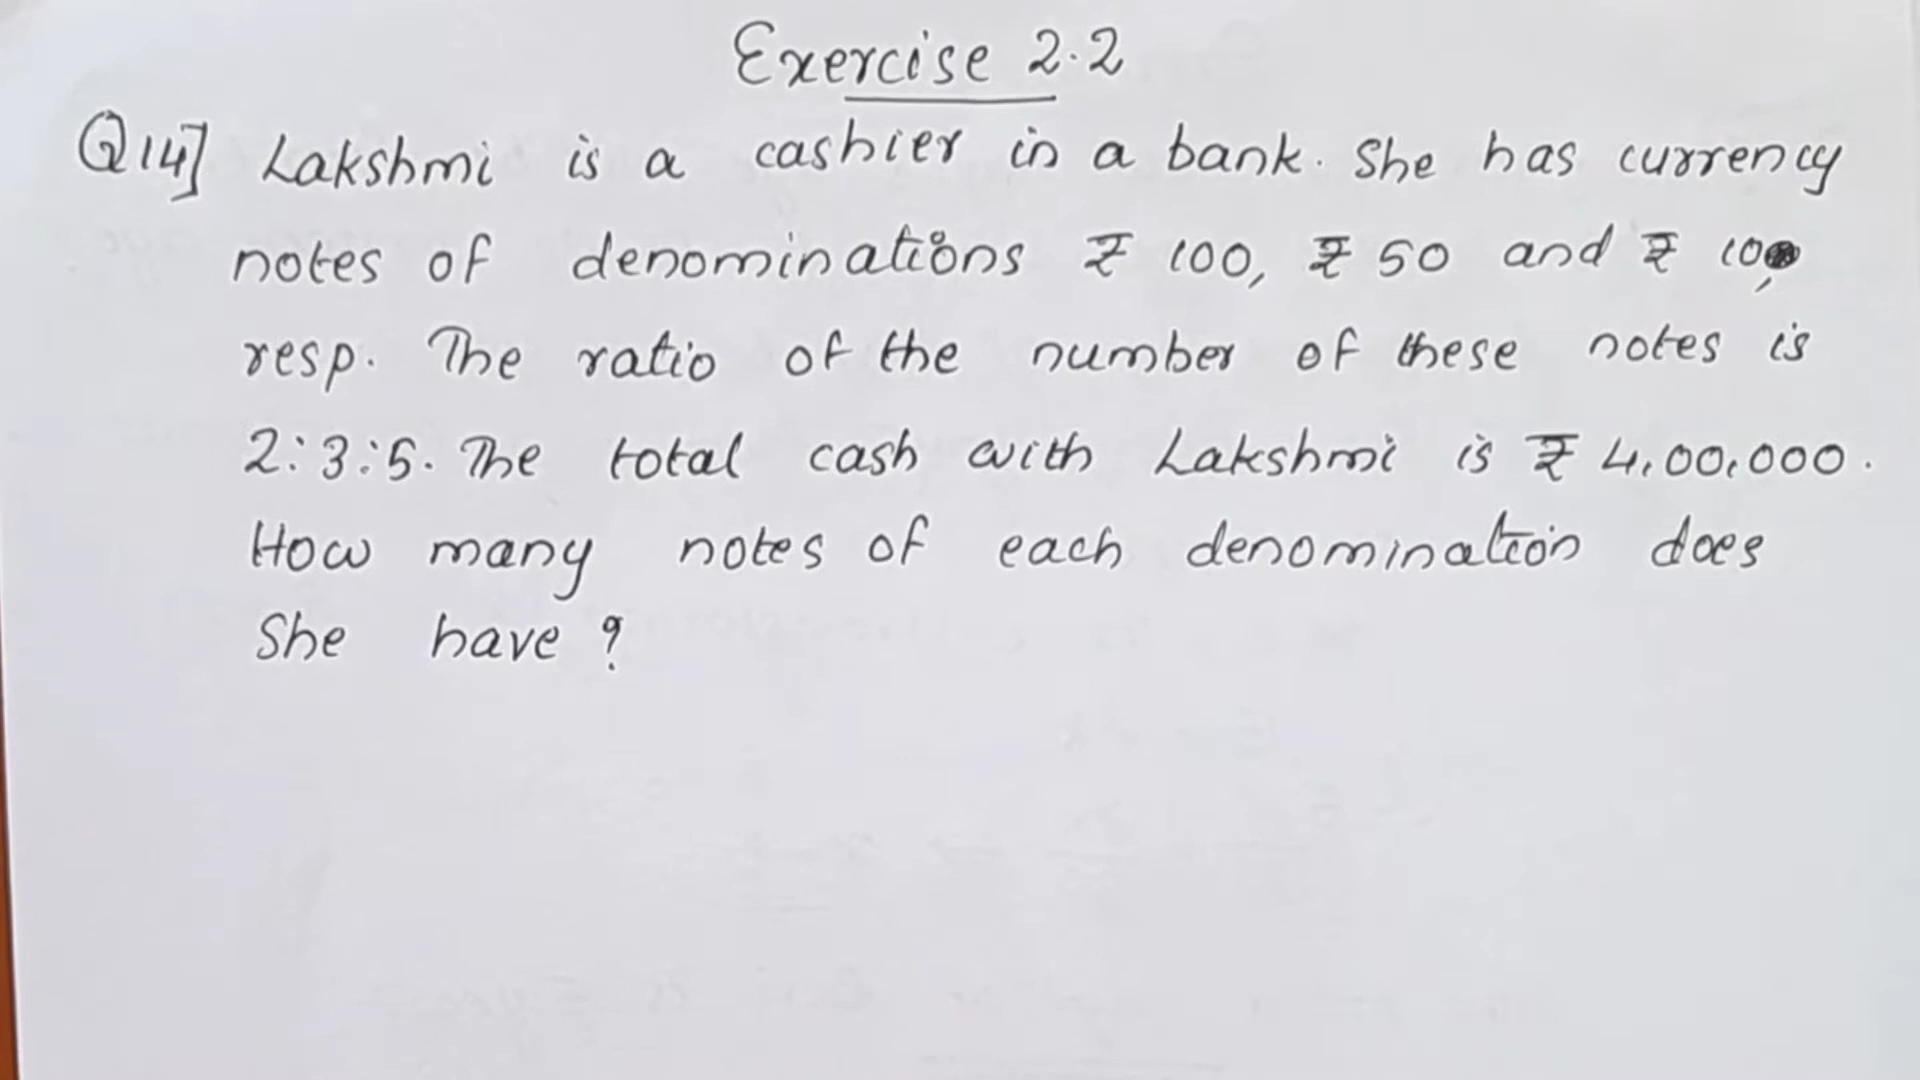 Exercise 2.2
Q14] Lakshmi is a cashier in a bank. She has currency
notes of denominations ₹ 100, ₹ 50 and ₹ 10,
resp. The ratio of the number of these notes is
2:3:5. The total cash with Lakshmi is ₹ 4,00,000.
How many notes of each denomination does
She have ?